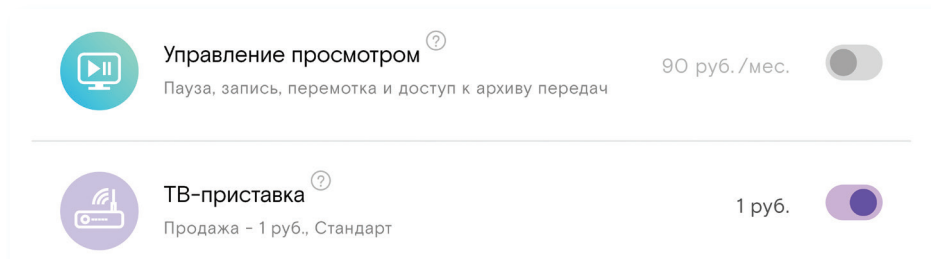 Управление просмотром ?
90 руб./мес.
Пауза, запись, перемотка и доступ к архиву передач
ТВ-приставка ?
1 руб.
Продажа - 1 руб., Стандарт